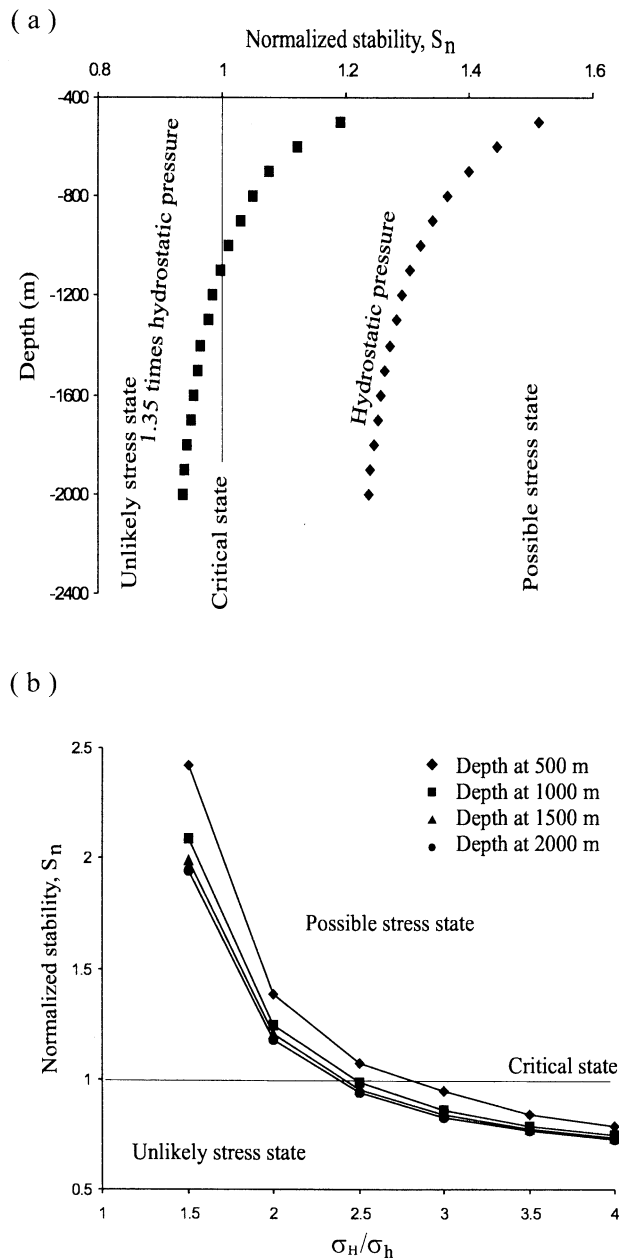 ( a )
Normalized stability, Sn
0.8 1 1.2 1.4 1.6
-400
-800
-1200
-1600
-2000
-2400
Depth (m)
Unlikely stress state
1.35 times hydrostatic pressure
Critical state
Hydrostatic pressure
Possible stress state
( b )
2.5
2
1.5
1
0.5
Normalized stability, Sn
Depth at 500 m
Depth at 1000 m
Depth at 1500 m
Depth at 2000 m
Possible stress state
Critical state
Unlikely stress state
1 1.5 2 2.5 3 3.5 4
σH/σh